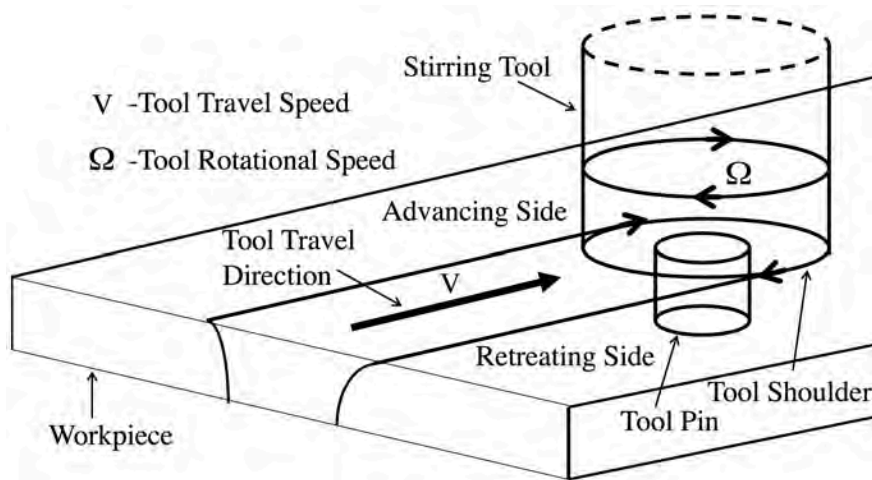 Stirring Tool
V -Tool Travel Speed
Ω -Tool Rotational Speed
Ω
Advancing Side
Tool Travel
Direction
V
Retreating Side
Tool Shoulder
Tool Pin
Workpiece